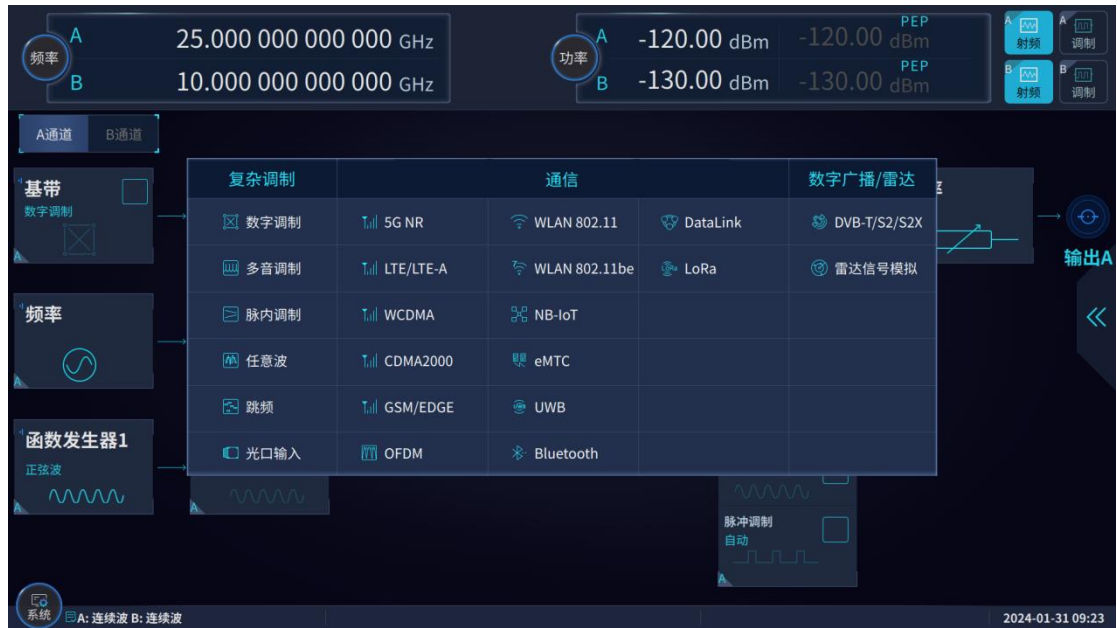 频率
A 25.000 000 000 000 GHz
B 10.000 000 000 000 GHz
功率
PEP
A -120.00 dBm -120.00 dBm
PEP
B -130.00 dBm -130.00 dBm
A 射频
A 调制
B 射频
B 调制
A通道 B通道
基带
数字调制
A
频率
A
函数发生器1
正弦波
A
复杂调制 通信 数字广播/雷达
数字调制 5G NR WLAN 802.11 DataLink DVB-T/S2/S2X
多音调制 LTE/LTE-A WLAN 802.11be LoRa 雷达信号模拟
脉内调制 WCDMA NB-IoT
任意波 CDMA2000 eMTC
跳频 GSM/EDGE UWB
光口输入 OFDM Bluetooth
A
脉冲调制
自动
A
输出A
系统
A: 连续波 B: 连续波
2024-01-31 09:23